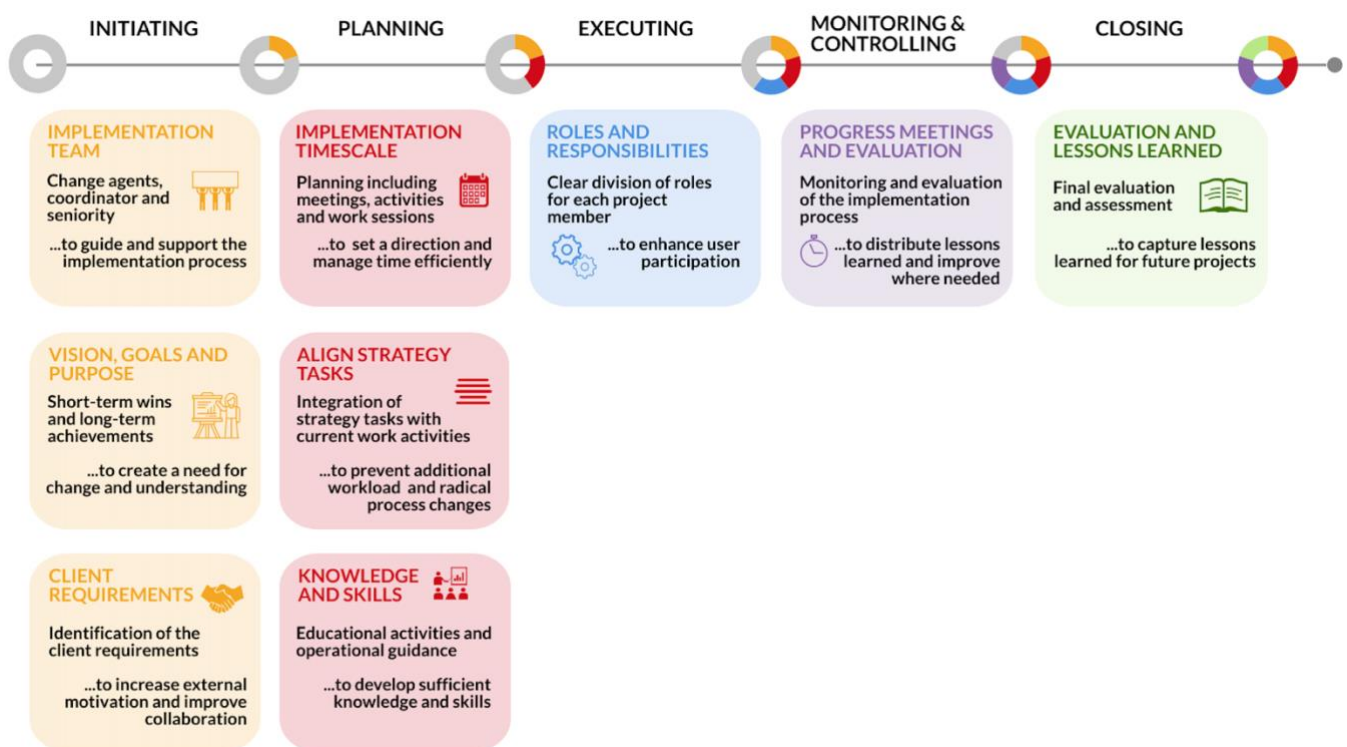 INITIATING
PLANNING
EXECUTING
MONITORING &
CONTROLLING
CLOSING
IMPLEMENTATION
TEAM
Change agents,
coordinator and
seniority
...to guide and support the
implementation process
IMPLEMENTATION
TIMESCALE
Planning including
meetings, activities
and work sessions
...to set a direction and
manage time efficiently
ROLES AND
RESPONSIBILITIES
Clear division of roles
for each project
member
...to enhance user
participation
PROGRESS MEETINGS
AND EVALUATION
Monitoring and evaluation
of the implementation
process
...to distribute lessons
learned and improve
where needed
EVALUATION AND
LESSONS LEARNED
Final evaluation
and assessment
...to capture lessons
learned for future projects
VISION, GOALS AND
PURPOSE
Short-term wins
and long-term
achievements
...to create a need for
change and understanding
ALIGN STRATEGY
TASKS
Integration of
strategy tasks with
current work activities
...to prevent additional
workload and radical
process changes
CLIENT
REQUIREMENTS
Identification of the
client requirements
...to increase external
motivation and improve
collaboration
KNOWLEDGE
AND SKILLS
Educational activities and
operational guidance
...to develop sufficient
knowledge and skills